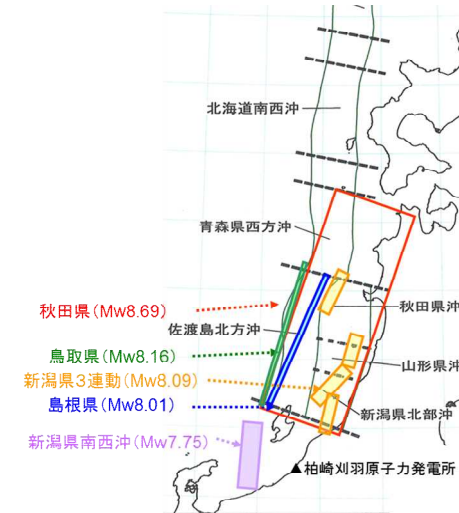 北海道南西沖
青森県西方沖
秋田県（Mw8.69）
佐渡島北方沖
秋田県沖
鳥取県（Mw8.16）
山形県沖
新潟県３連動（Mw8.09）
島根県（Mw8.01）
新潟県北部沖
新潟県南西沖（Mw7.75）
▲柏崎刈羽原子力発電所